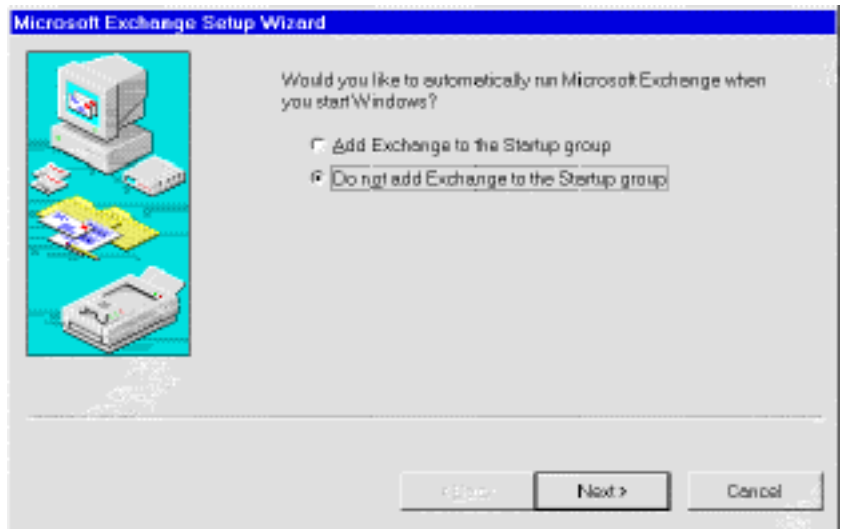 Microsoft Exchange Setup Wizard
Would you like to automatically run Microsoft Exchange when
you start Windows?
Add Exchange to the Startup group
Do not add Exchange to the Startup group
< Back
Next >
Cancel